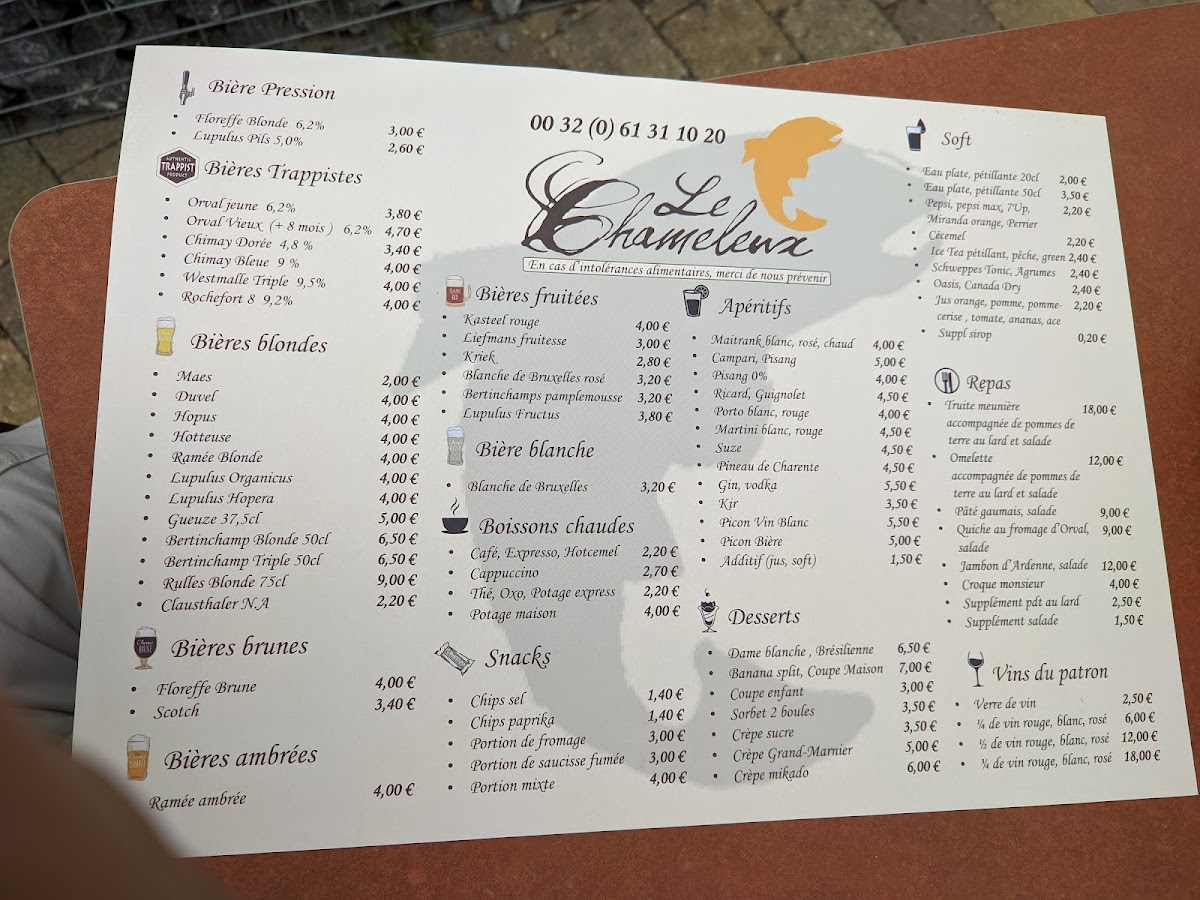 Bière Pression
• Floreffe Blonde 6,2% 3,00 €
• Lupulus Pils 5,0% 2,60 €
AUTHENTIC
TRAPPIST
PRODUCT
Bières Trappistes
• Orval jeune 6,2% 3,80 €
• Orval Vieux (+ 8 mois ) 6,2% 4,70 €
• Chimay Dorée 4,8 % 3,40 €
• Chimay Bleue 9 % 4,00 €
• Westmalle Triple 9,5% 4,00 €
• Rochefort 8 9,2% 4,00 €
Bières blondes
• Maes 2,00 €
• Duvel 4,00 €
• Hopus 4,00 €
• Hotteuse 4,00 €
• Ramée Blonde 4,00 €
• Lupulus Organicus 4,00 €
• Lupulus Hopera 4,00 €
• Gueuze 37,5cl 5,00 €
• Bertinchamp Blonde 50cl 6,50 €
• Bertinchamp Triple 50cl 6,50 €
• Rulles Blonde 75cl 9,00 €
• Clausthaler N.A 2,20 €
Bières brunes
• Floreffe Brune 4,00 €
• Scotch 3,40 €
Bières ambrées
Ramée ambrée 4,00 €
00 32 (0) 61 31 10 20
Le
Chameleux
En cas d'intolérances alimentaires, merci de nous prévenir
Bières fruitées
• Kasteel rouge 4,00 €
• Liefmans fruitesse 3,00 €
• Kriek 2,80 €
• Blanche de Bruxelles rosé 3,20 €
• Bertinchamps pamplemousse 3,20 €
• Lupulus Fructus 3,80 €
Bière blanche
• Blanche de Bruxelles 3,20 €
Boissons chaudes
• Café, Expresso, Hotcemel 2,20 €
• Cappuccino 2,70 €
• Thé, Oxo, Potage express 2,20 €
• Potage maison 4,00 €
Snacks
• Chips sel 1,40 €
• Chips paprika 1,40 €
• Portion de fromage 3,00 €
• Portion de saucisse fumée 3,00 €
• Portion mixte 4,00 €
Apéritifs
• Maitrank blanc, rosé, chaud 4,00 €
• Campari, Pisang 5,00 €
• Pisang 0% 4,00 €
• Ricard, Guignolet 4,50 €
• Porto blanc, rouge 4,00 €
• Martini blanc, rouge 4,50 €
• Suze 4,50 €
• Pineau de Charente 4,50 €
• Gin, vodka 5,50 €
• Kir 3,50 €
• Picon Vin Blanc 5,50 €
• Picon Bière 5,00 €
• Additif (jus, soft) 1,50 €
Desserts
• Dame blanche , Brésilienne 6,50 €
• Banana split, Coupe Maison 7,00 €
• Coupe enfant 3,00 €
• Sorbet 2 boules 3,50 €
• Crèpe sucre 3,50 €
• Crèpe Grand-Marnier 5,00 €
• Crèpe mikado 6,00 €
Soft
• Eau plate, pétillante 20cl 2,00 €
• Eau plate, pétillante 50cl 3,50 €
• Pepsi, pepsi max, 7Up, 2,20 €
Miranda orange, Perrier
• Cécemel 2,20 €
• Ice Tea pétillant, pêche, green 2,40 €
• Schweppes Tonic, Agrumes 2,40 €
• Oasis, Canada Dry 2,40 €
• Jus orange, pomme, pomme- 2,20 €
cerise , tomate, ananas, ace
• Suppl sirop 0,20 €
Repas
• Truite meunière 18,00 €
accompagnée de pommes de
terre au lard et salade
• Omelette 12,00 €
accompagnée de pommes de
terre au lard et salade
• Pâté gaumais, salade 9,00 €
• Quiche au fromage d'Orval, 9,00 €
salade
• Jambon d'Ardenne, salade 12,00 €
• Croque monsieur 4,00 €
• Supplément pdt au lard 2,50 €
• Supplément salade 1,50 €
Vins du patron
• Verre de vin 2,50 €
• ¼ de vin rouge, blanc, rosé 6,00 €
• ½ de vin rouge, blanc, rosé 12,00 €
• ¾ de vin rouge, blanc, rosé 18,00 €